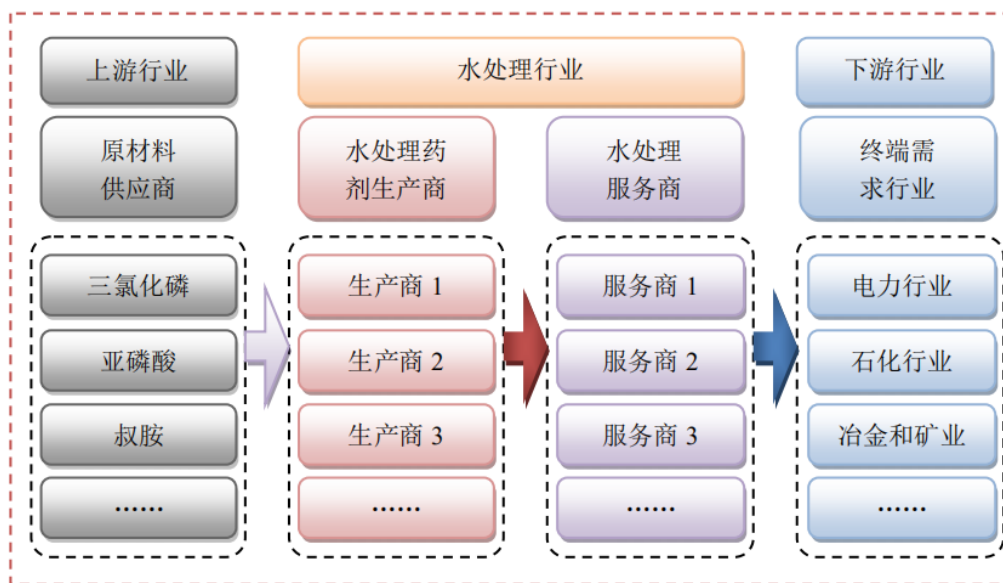 上游行业
水处理行业
下游行业
原材料
供应商
水处理药
剂生产商
水处理
服务商
终端需
求行业
三氯化磷
生产商 1
服务商 1
电力行业
亚磷酸
生产商 2
服务商 2
石化行业
叔胺
生产商 3
服务商 3
冶金和矿业
……
……
……
……